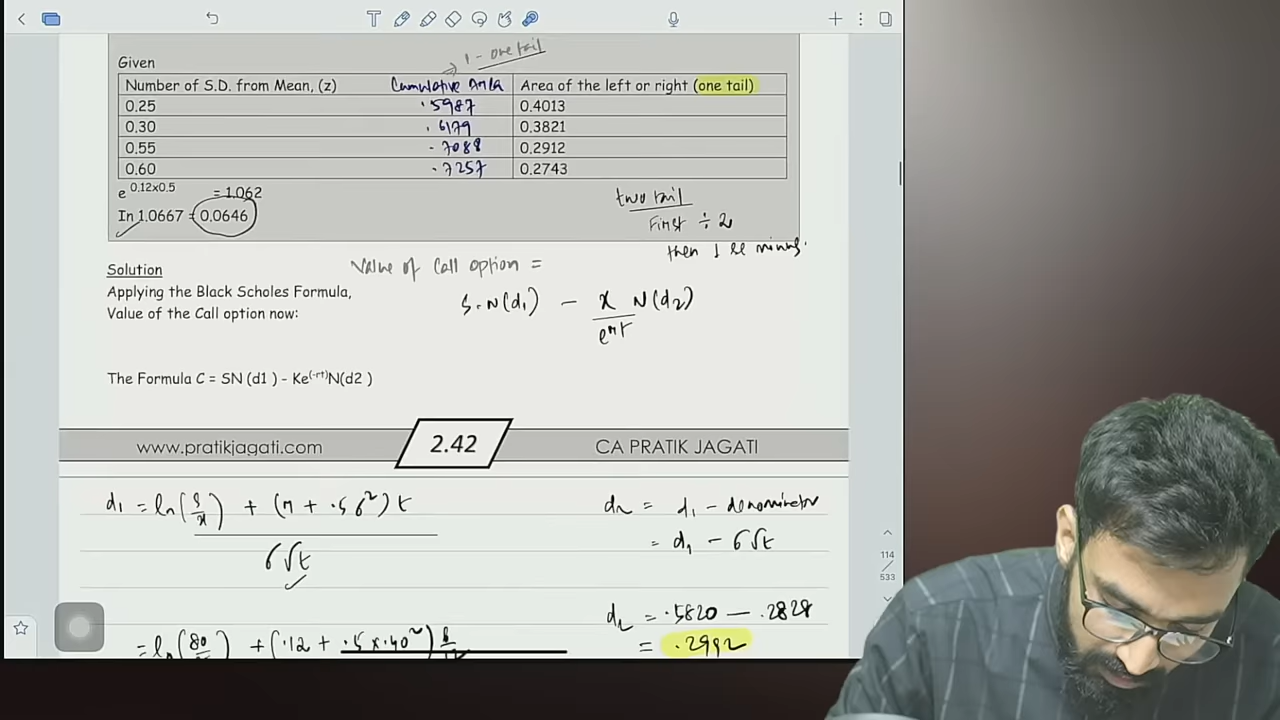 ⇒ 1 - one tail
Given
Number of S.D. from Mean, (z) Cumulative Area Area of the left or right (one tail)
0.25 .5987 0.4013
0.30 .6179 0.3821
0.55 .7088 0.2912
0.60 .7257 0.2743
e 0.12x0.5 = 1.062
In 1.0667 = 0.0646
two tail
First ÷ 2
then 1 se minus.
Solution
Value of Call option =
Applying the Black Scholes Formula,
Value of the Call option now:
S.N(d1) - x/e^rt N(d2)
The Formula C = SN (d1 ) - Ke(-rt)N(d2 )
www.pratikjagati.com 2.42 CA PRATIK JAGATI
d1 = ln(S/x) + (r + .5σ²)t
σ√t
d2 = d1 - denominator
= d1 - σ√t
d2 = .5820 - .2828
= .2992
= ln(80/ ) + (.12 + .5x.40²)
114
/
533